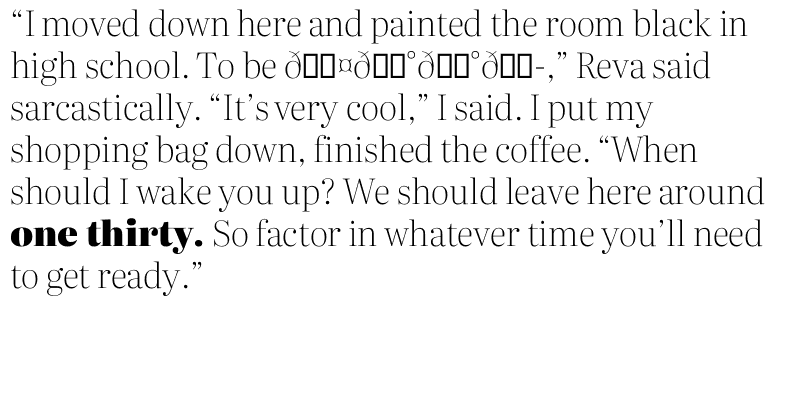 “I moved down here and painted the room black in
high school. To be ð▯▯¤ð▯▯°ð▯▯°ð▯▯-,” Reva said
sarcastically. “It’s very cool,” I said. I put my
shopping bag down, finished the coffee. “When
should I wake you up? We should leave here around
one thirty. So factor in whatever time you’ll need
to get ready.”